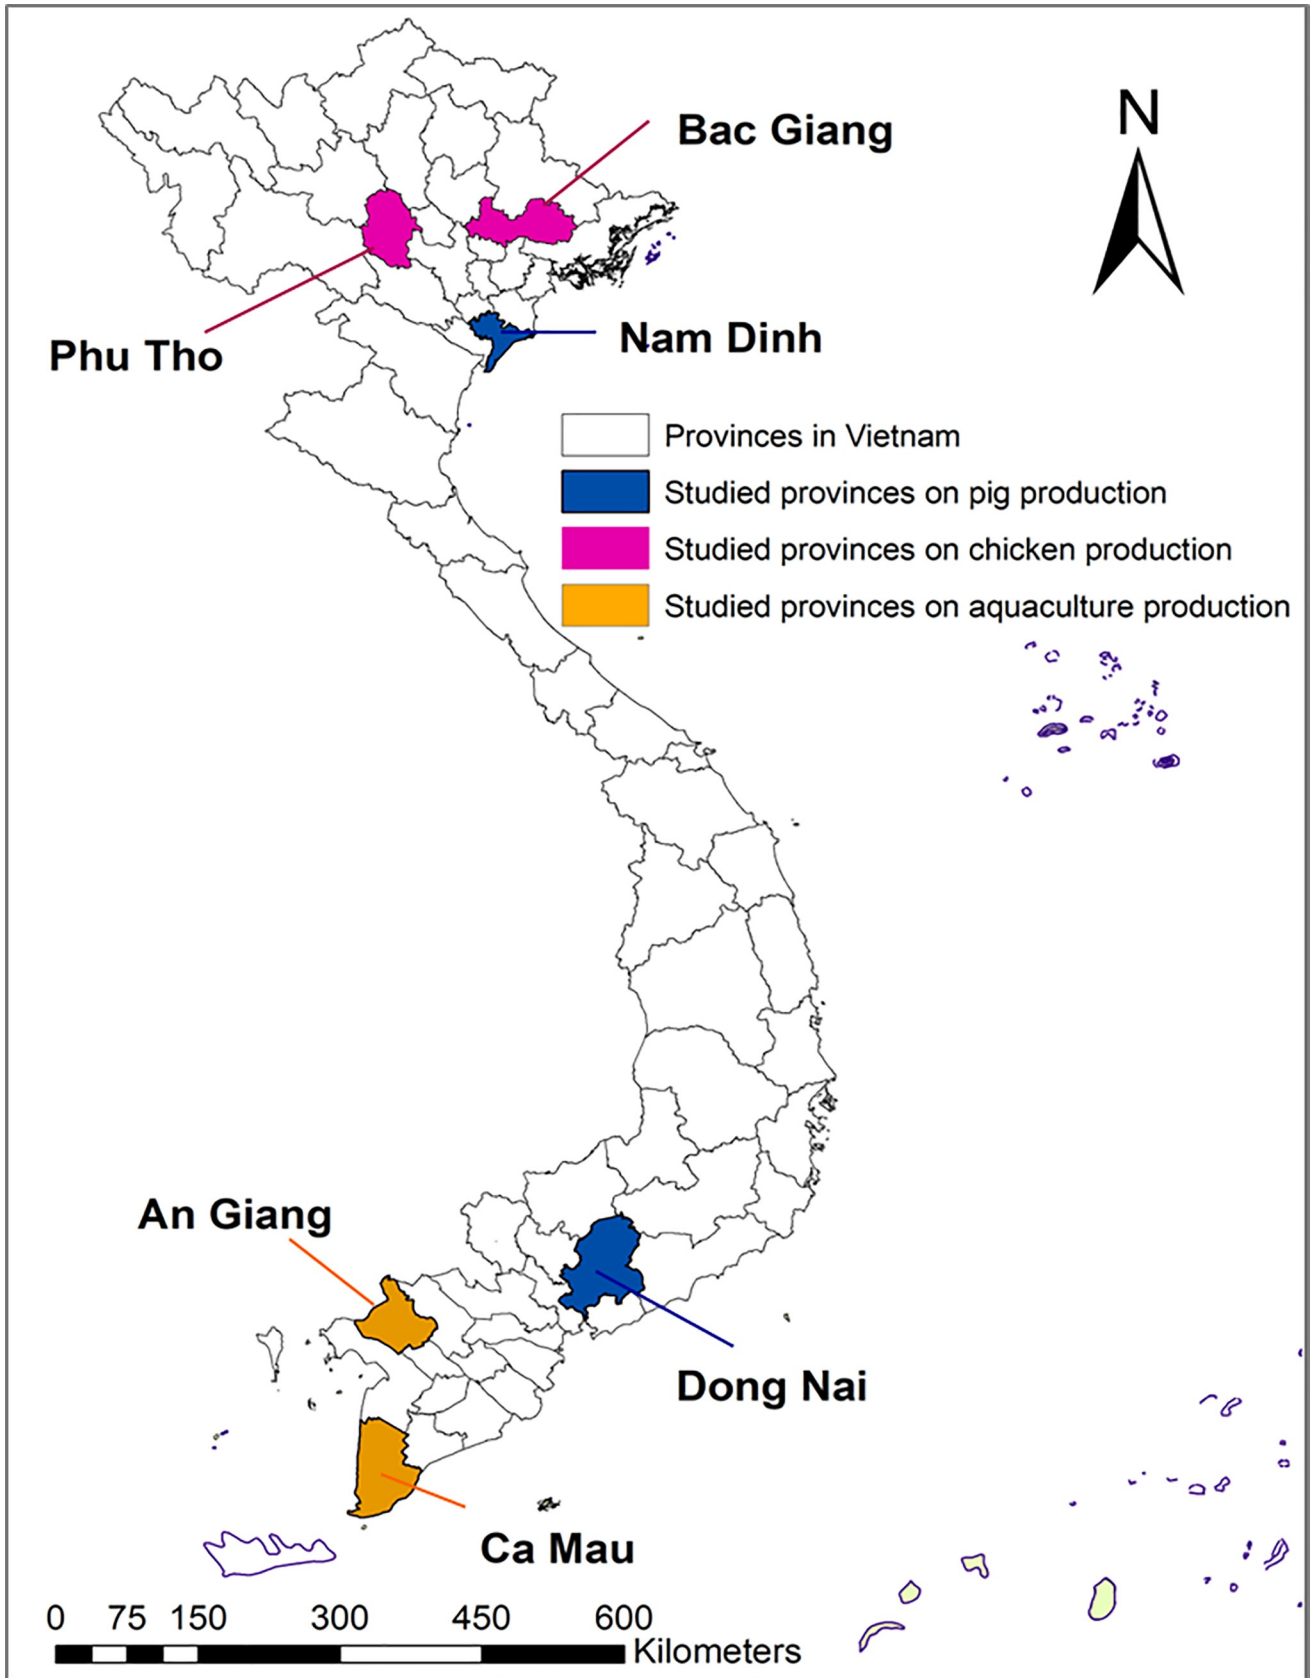 N
Bac Giang
Phu Tho
Nam Dinh
Provinces in Vietnam
Studied provinces on pig production
Studied provinces on chicken production
Studied provinces on aquaculture production
An Giang
Dong Nai
Ca Mau
0 75 150 300 450 600
Kilometers